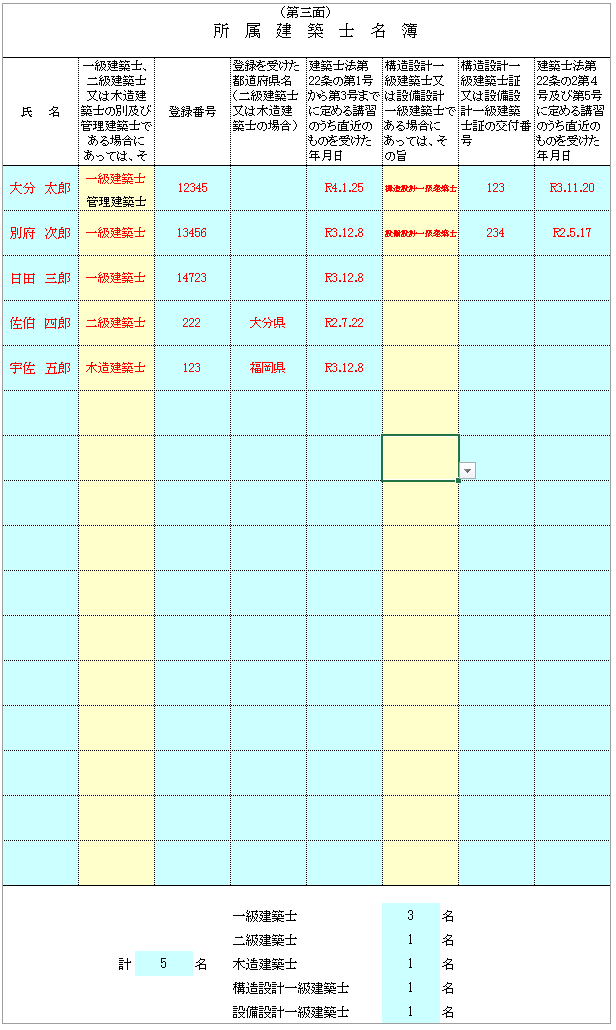 （第三面）
所 属 建 築 士 名 簿
氏　名
一級建築士、
二級建築士
又は木造建
築士の別及び
管理建築士で
ある場合に
あっては、そ
登録番号
登録を受けた
都道府県名
（二級建築士
又は木造建
築士の場合）
建築士法第
22条の第1号
から第3号まで
に定める講習
のうち直近の
ものを受けた
年月日
構造設計一
級建築士又
は設備設計
一級建築士で
ある場合に
あっては、そ
の旨
構造設計一
級建築士証
又は設備設
計一級建築
士証の交付番
号
建築士法第
22条の2第4
号及び第5号
に定める講習
のうち直近の
ものを受けた
年月日
大分　太郎 一級建築士 管理建築士 12345 R4.1.25 構造設計一級建築士 123 R3.11.20
別府　次郎 一級建築士 13456 R3.12.8 設備設計一級建築士 234 R2.5.17
日田　三郎 一級建築士 14723 R3.12.8
佐伯　四郎 二級建築士 222 大分県 R2.7.22
宇佐　五郎 木造建築士 123 福岡県 R3.12.8
一級建築士 3 名
二級建築士 1 名
計 5 名 木造建築士 1 名
構造設計一級建築士 1 名
設備設計一級建築士 1 名